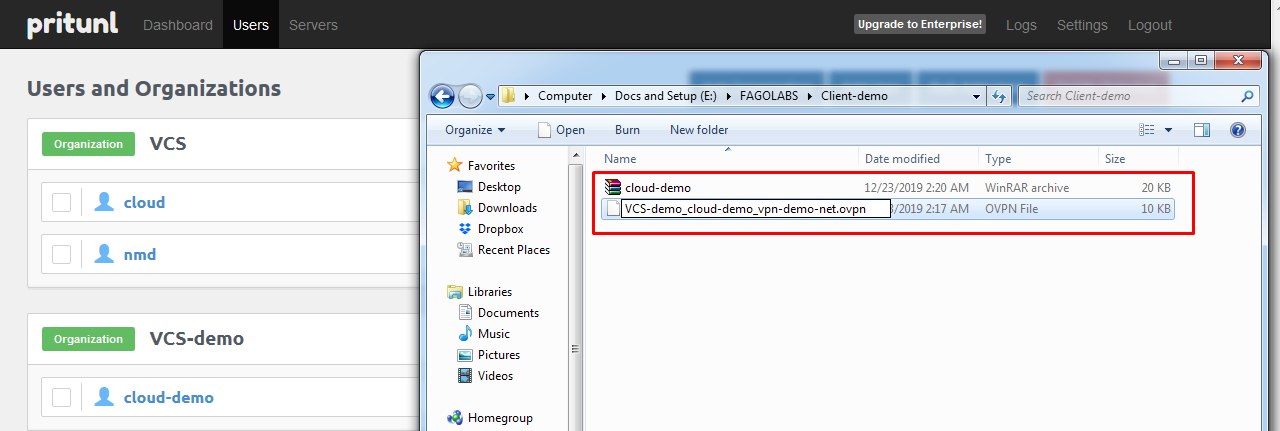 pritunl Dashboard Users Servers Upgrade to Enterprise! Logs Settings Logout
Users and Organizations
Organization VCS
cloud
nmd
Organization VCS-demo
cloud-demo
Computer Docs and Setup (E:) FAGOLABS Client-demo Search Client-demo
Organize Open Burn New folder
Favorites
Desktop
Downloads
Dropbox
Recent Places
Libraries
Documents
Music
Pictures
Videos
Homegroup
Name Date modified Type Size
cloud-demo 12/23/2019 2:20 AM WinRAR archive 20 KB
VCS-demo_cloud-demo_vpn-demo-net.ovpn 3/2019 2:17 AM OVPN File 10 KB